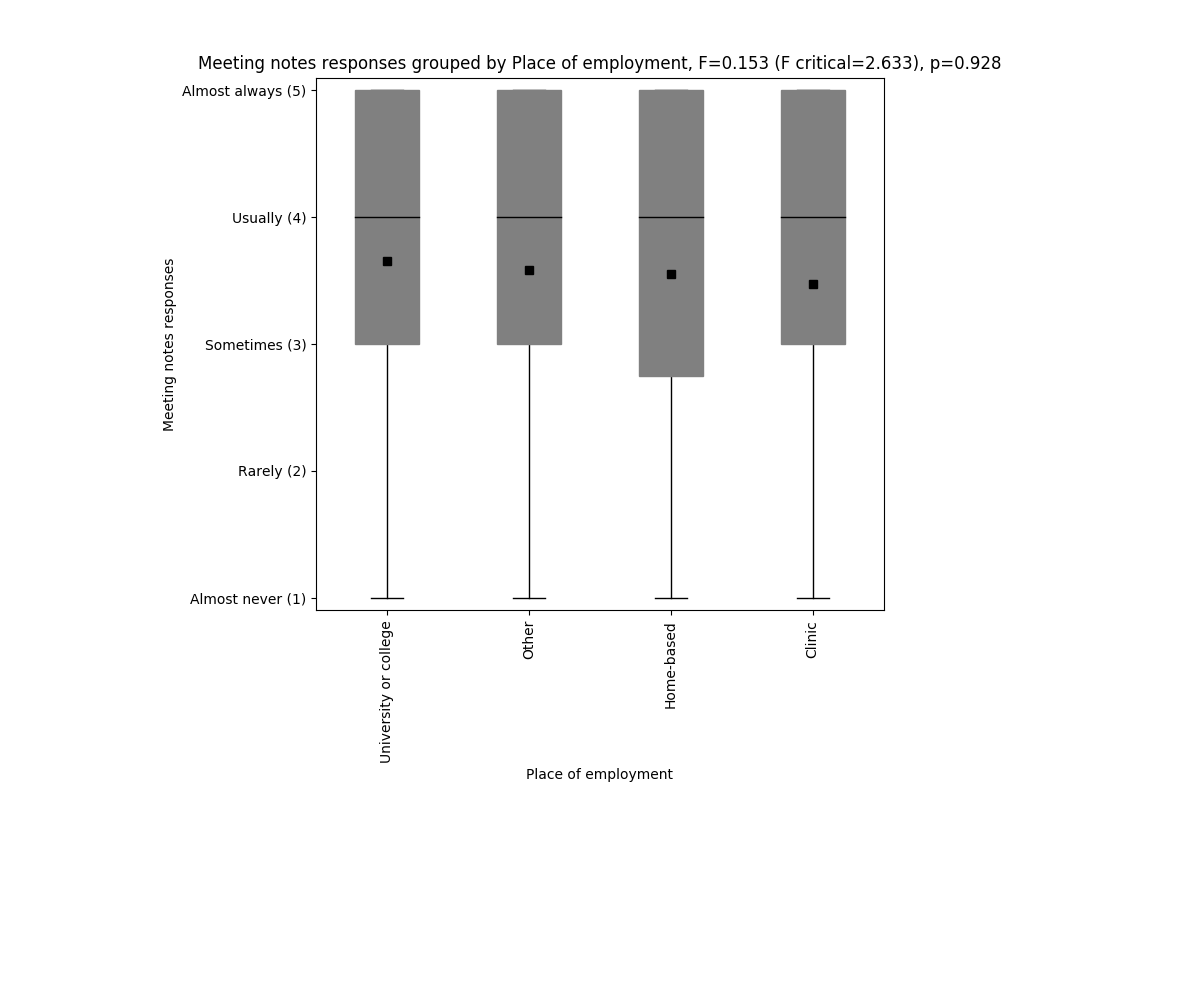 Meeting notes responses grouped by Place of employment, F=0.153 (F critical=2.633), p=0.928
Almost always (5)
Usually (4)
Sometimes (3)
Rarely (2)
Almost never (1)
Meeting notes responses
University or college
Other
Home-based
Clinic
Place of employment